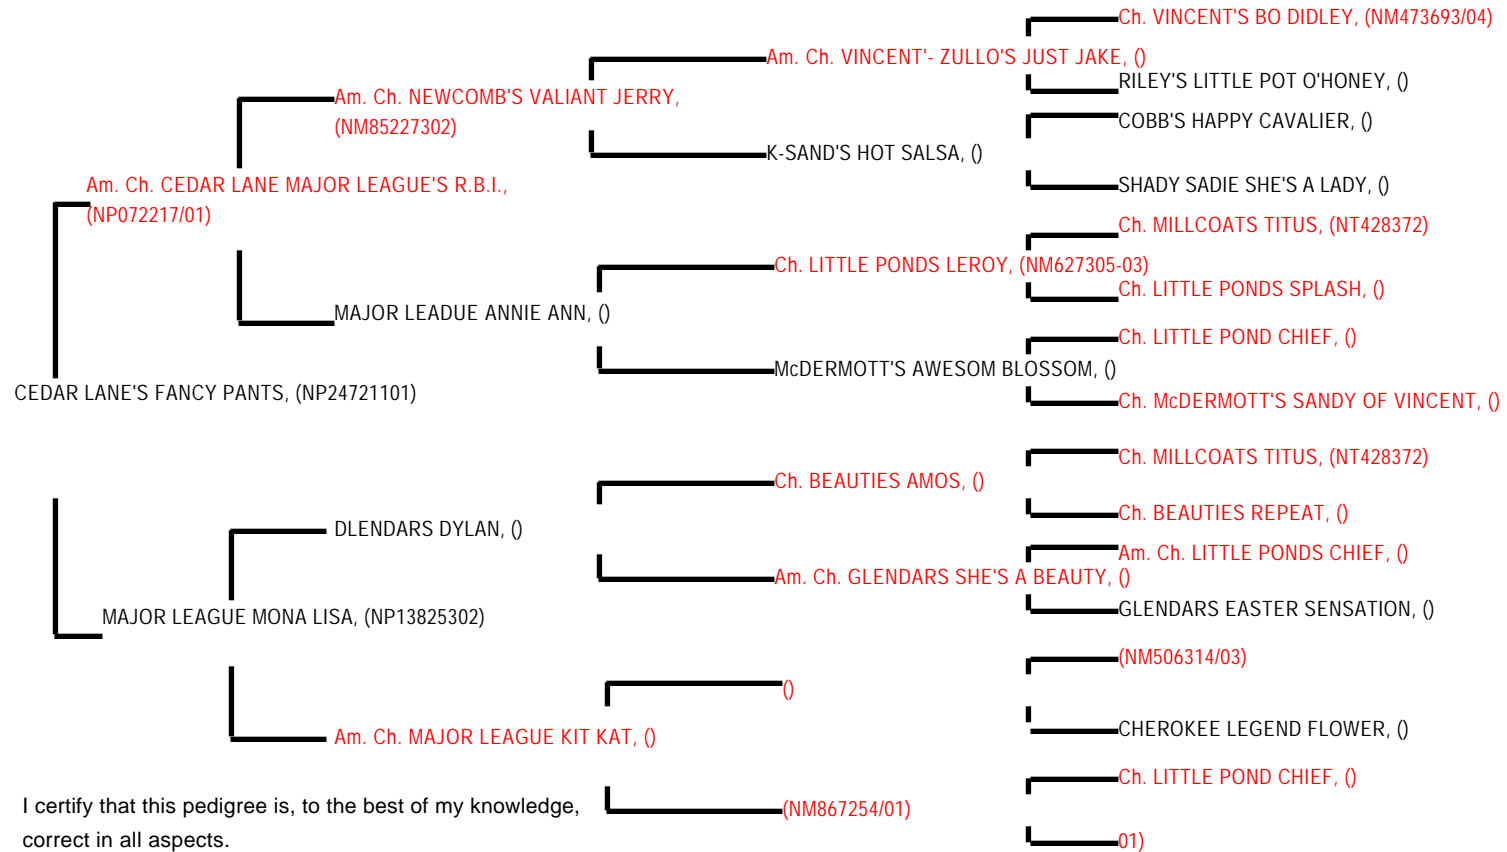 Ch. VINCENT'S BO DIDLEY, (NM473693/04)
Am. Ch. VINCENT'- ZULLO'S JUST JAKE, ()
RILEY'S LITTLE POT O'HONEY, ()
Am. Ch. NEWCOMB'S VALIANT JERRY,
(NM85227302)
COBB'S HAPPY CAVALIER, ()
K-SAND'S HOT SALSA, ()
SHADY SADIE SHE'S A LADY, ()
Am. Ch. CEDAR LANE MAJOR LEAGUE'S R.B.I.,
(NP072217/01)
Ch. MILLCOATS TITUS, (NT428372)
Ch. LITTLE PONDS LEROY, (NM627305-03)
Ch. LITTLE PONDS SPLASH, ()
MAJOR LEADUE ANNIE ANN, ()
Ch. LITTLE POND CHIEF, ()
McDERMOTT'S AWESOM BLOSSOM, ()
Ch. McDERMOTT'S SANDY OF VINCENT, ()
CEDAR LANE'S FANCY PANTS, (NP24721101)
Ch. MILLCOATS TITUS, (NT428372)
Ch. BEAUTIES AMOS, ()
Ch. BEAUTIES REPEAT, ()
DLENDARS DYLAN, ()
Am. Ch. LITTLE PONDS CHIEF, ()
Am. Ch. GLENDARS SHE'S A BEAUTY, ()
GLENDARS EASTER SENSATION, ()
MAJOR LEAGUE MONA LISA, (NP13825302)
(NM506314/03)
()
CHEROKEE LEGEND FLOWER, ()
Am. Ch. MAJOR LEAGUE KIT KAT, ()
Ch. LITTLE POND CHIEF, ()
(NM867254/01)
01)
I certify that this pedigree is, to the best of my knowledge,
correct in all aspects.